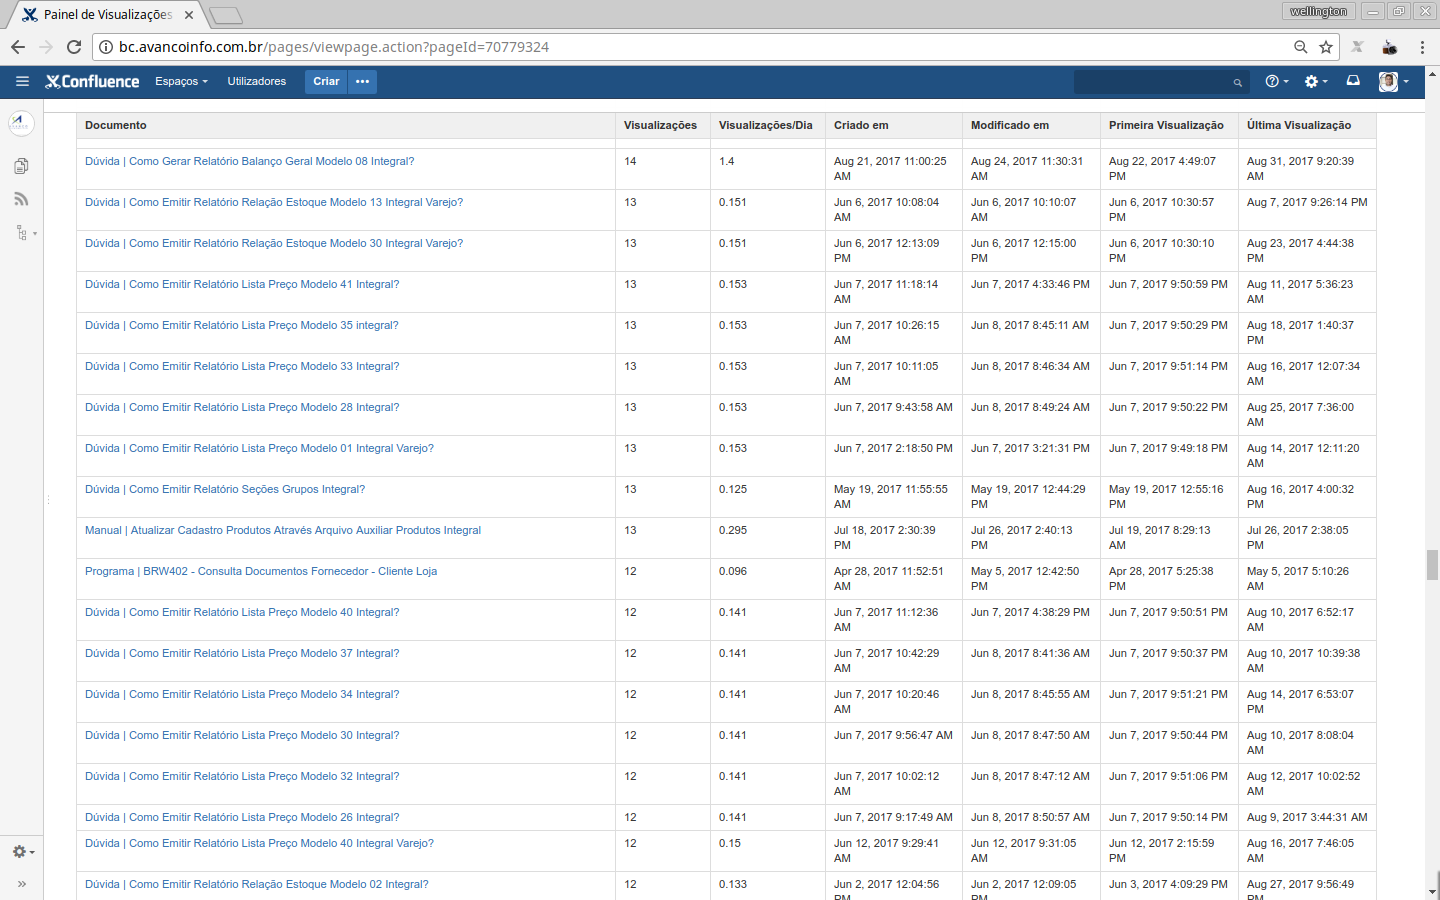 Painel de Visualizações
wellington
bc.avancoinfo.com.br/pages/viewpage.action?pageId=70779324
Confluence Espaços Utilizadores Criar •••
Documento Visualizações Visualizações/Dia Criado em Modificado em Primeira Visualização Última Visualização
Dúvida | Como Gerar Relatório Balanço Geral Modelo 08 Integral? 14 1.4 Aug 21, 2017 11:00:25 AM Aug 24, 2017 11:30:31 AM Aug 22, 2017 4:49:07 PM Aug 31, 2017 9:20:39 AM
Dúvida | Como Emitir Relatório Relação Estoque Modelo 13 Integral Varejo? 13 0.151 Jun 6, 2017 10:08:04 AM Jun 6, 2017 10:10:07 AM Jun 6, 2017 10:30:57 PM Aug 7, 2017 9:26:14 PM
Dúvida | Como Emitir Relatório Relação Estoque Modelo 30 Integral Varejo? 13 0.151 Jun 6, 2017 12:13:09 PM Jun 6, 2017 12:15:00 PM Jun 6, 2017 10:30:10 PM Aug 23, 2017 4:44:38 PM
Dúvida | Como Emitir Relatório Lista Preço Modelo 41 Integral? 13 0.153 Jun 7, 2017 11:18:14 AM Jun 7, 2017 4:33:46 PM Jun 7, 2017 9:50:59 PM Aug 11, 2017 5:36:23 AM
Dúvida | Como Emitir Relatório Lista Preço Modelo 35 integral? 13 0.153 Jun 7, 2017 10:26:15 AM Jun 8, 2017 8:45:11 AM Jun 7, 2017 9:50:29 PM Aug 18, 2017 1:40:37 PM
Dúvida | Como Emitir Relatório Lista Preço Modelo 33 Integral? 13 0.153 Jun 7, 2017 10:11:05 AM Jun 8, 2017 8:46:34 AM Jun 7, 2017 9:51:14 PM Aug 16, 2017 12:07:34 AM
Dúvida | Como Emitir Relatório Lista Preço Modelo 28 Integral? 13 0.153 Jun 7, 2017 9:43:58 AM Jun 8, 2017 8:49:24 AM Jun 7, 2017 9:50:22 PM Aug 25, 2017 7:36:00 AM
Dúvida | Como Emitir Relatório Lista Preço Modelo 01 Integral Varejo? 13 0.153 Jun 7, 2017 2:18:50 PM Jun 7, 2017 3:21:31 PM Jun 7, 2017 9:49:18 PM Aug 14, 2017 12:11:20 AM
Dúvida | Como Emitir Relatório Seções Grupos Integral? 13 0.125 May 19, 2017 11:55:55 AM May 19, 2017 12:44:29 PM May 19, 2017 12:55:16 PM Aug 16, 2017 4:00:32 PM
Manual | Atualizar Cadastro Produtos Através Arquivo Auxiliar Produtos Integral 13 0.295 Jul 18, 2017 2:30:39 PM Jul 26, 2017 2:40:13 PM Jul 19, 2017 8:29:13 AM Jul 26, 2017 2:38:05 PM
Programa | BRW402 - Consulta Documentos Fornecedor - Cliente Loja 12 0.096 Apr 28, 2017 11:52:51 AM May 5, 2017 12:42:50 PM Apr 28, 2017 5:25:38 PM May 5, 2017 5:10:26 AM
Dúvida | Como Emitir Relatório Lista Preço Modelo 40 Integral? 12 0.141 Jun 7, 2017 11:12:36 AM Jun 7, 2017 4:38:29 PM Jun 7, 2017 9:50:51 PM Aug 10, 2017 6:52:17 AM
Dúvida | Como Emitir Relatório Lista Preço Modelo 37 Integral? 12 0.141 Jun 7, 2017 10:42:29 AM Jun 8, 2017 8:41:36 AM Jun 7, 2017 9:50:37 PM Aug 10, 2017 10:39:38 AM
Dúvida | Como Emitir Relatório Lista Preço Modelo 34 Integral? 12 0.141 Jun 7, 2017 10:20:46 AM Jun 8, 2017 8:45:55 AM Jun 7, 2017 9:51:21 PM Aug 14, 2017 6:53:07 PM
Dúvida | Como Emitir Relatório Lista Preço Modelo 30 Integral? 12 0.141 Jun 7, 2017 9:56:47 AM Jun 8, 2017 8:47:50 AM Jun 7, 2017 9:50:44 PM Aug 10, 2017 8:08:04 AM
Dúvida | Como Emitir Relatório Lista Preço Modelo 32 Integral? 12 0.141 Jun 7, 2017 10:02:12 AM Jun 8, 2017 8:47:12 AM Jun 7, 2017 9:51:06 PM Aug 12, 2017 10:02:52 AM
Dúvida | Como Emitir Relatório Lista Preço Modelo 26 Integral? 12 0.141 Jun 7, 2017 9:17:49 AM Jun 8, 2017 8:50:57 AM Jun 7, 2017 9:50:14 PM Aug 9, 2017 3:44:31 AM
Dúvida | Como Emitir Relatório Lista Preço Modelo 40 Integral Varejo? 12 0.15 Jun 12, 2017 9:29:41 AM Jun 12, 2017 9:31:05 AM Jun 12, 2017 2:15:59 PM Aug 16, 2017 7:46:05 AM
Dúvida | Como Emitir Relatório Relação Estoque Modelo 02 Integral? 12 0.133 Jun 2, 2017 12:04:56 PM Jun 2, 2017 12:09:05 PM Jun 3, 2017 4:09:29 PM Aug 27, 2017 9:56:49 PM